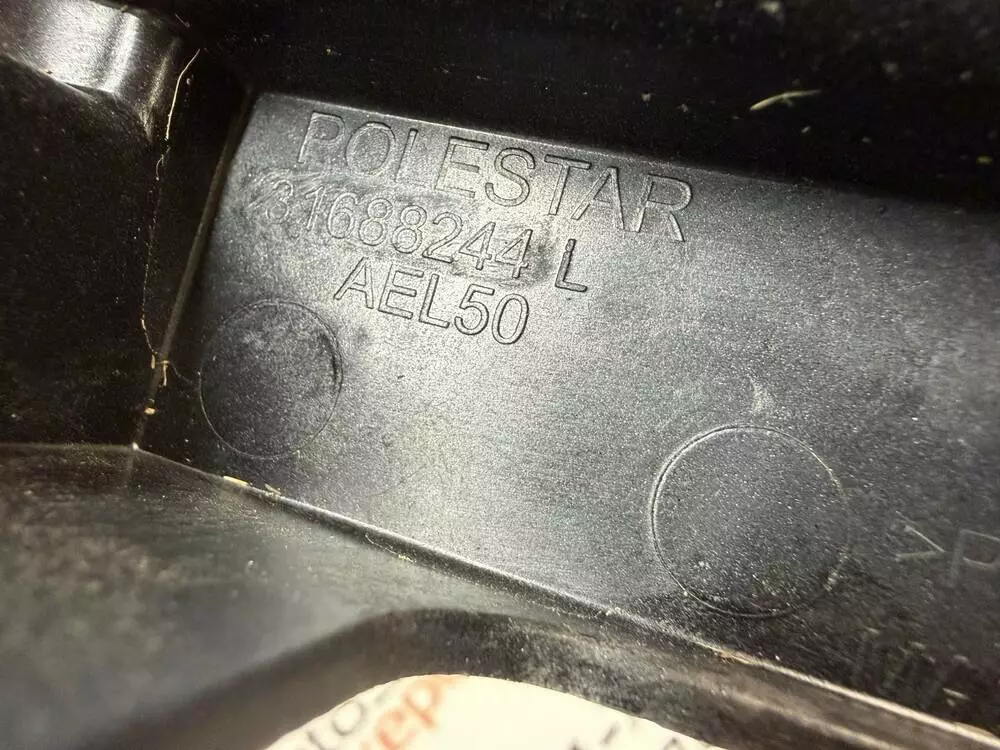 POLESTAR
31688244 L
AEL50
>P